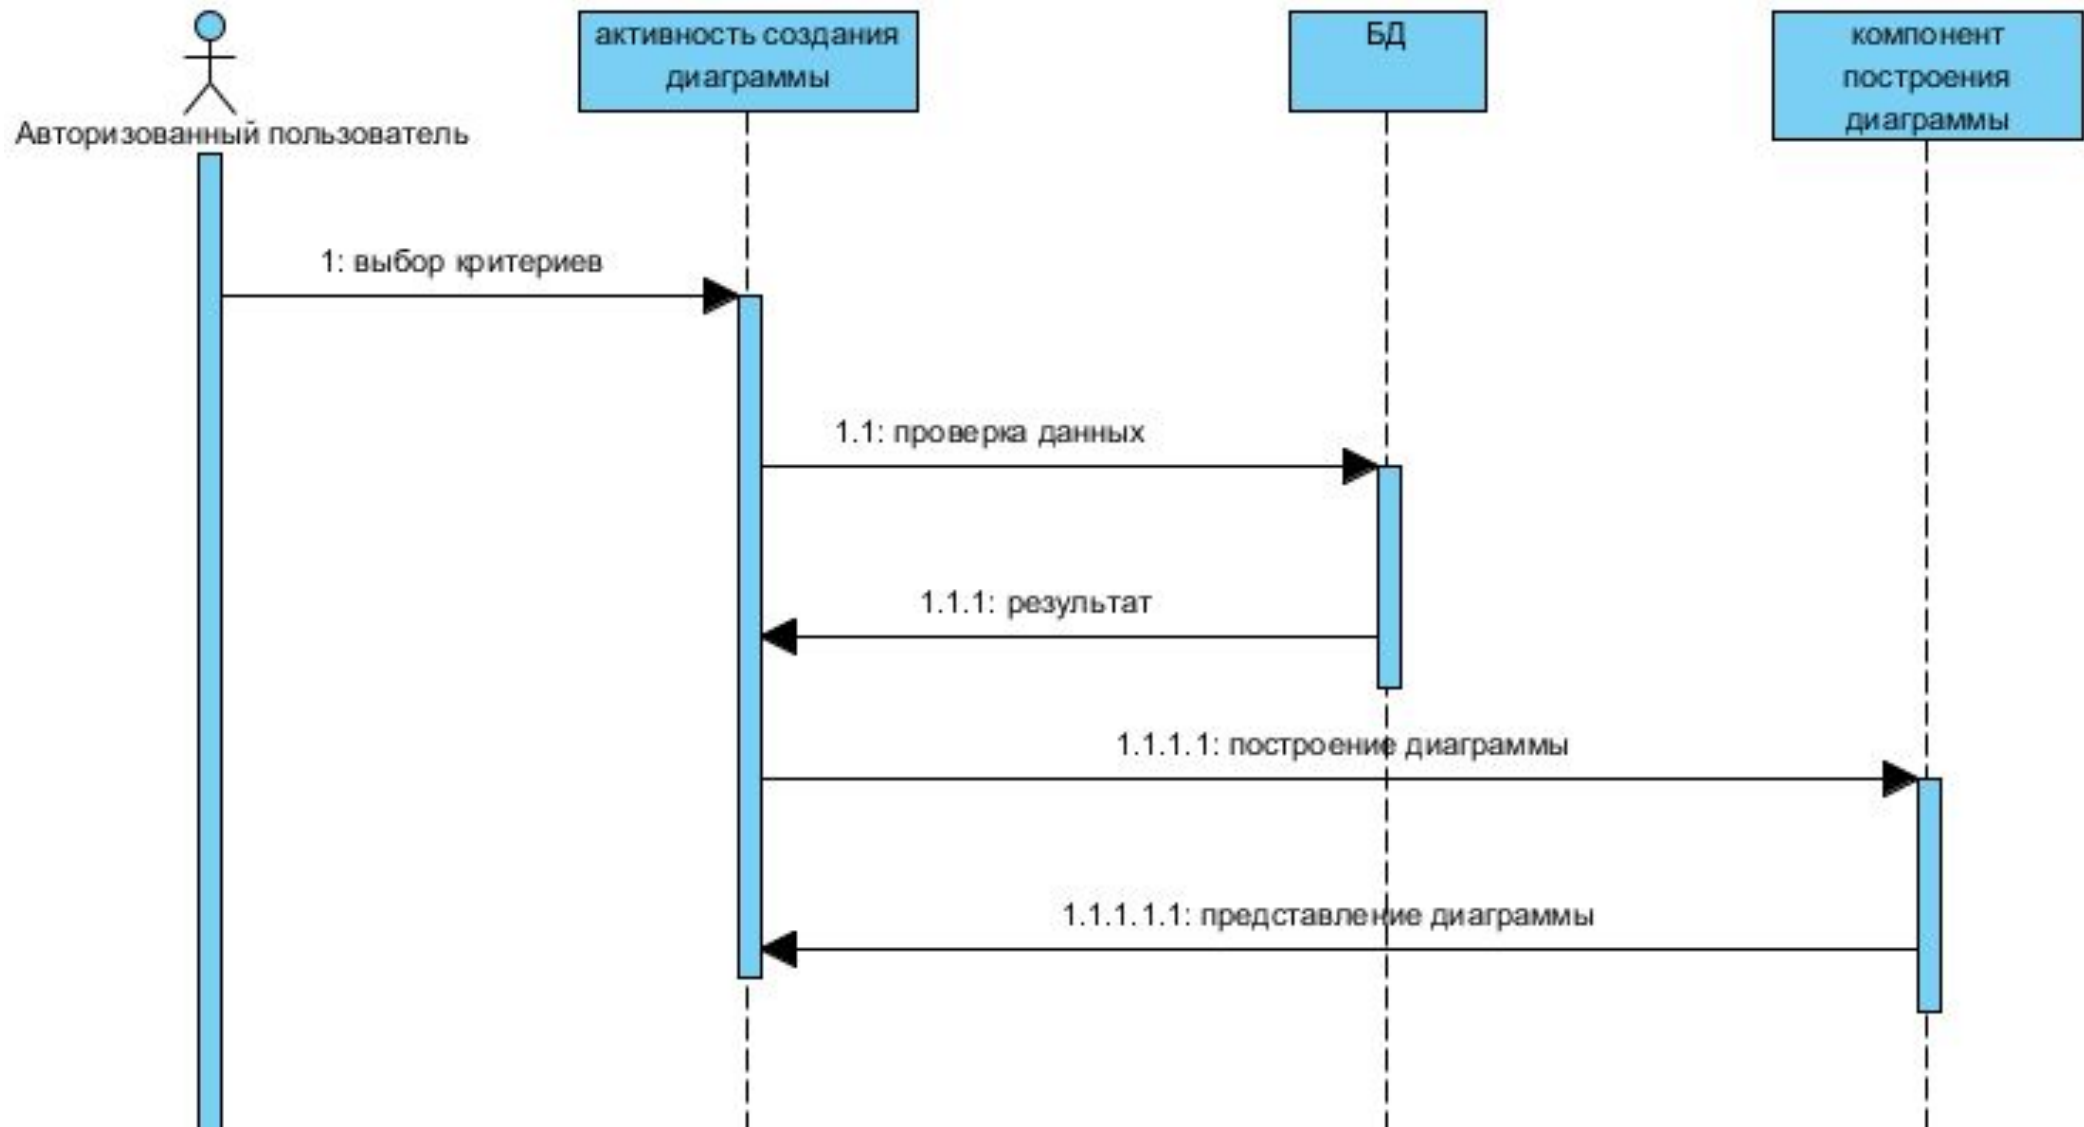 Авторизованный пользователь
активность создания
диаграммы
БД
компонент
построения
диаграммы
1: выбор критериев
1.1: проверка данных
1.1.1: результат
1.1.1.1: построение диаграммы
1.1.1.1.1: представление диаграммы